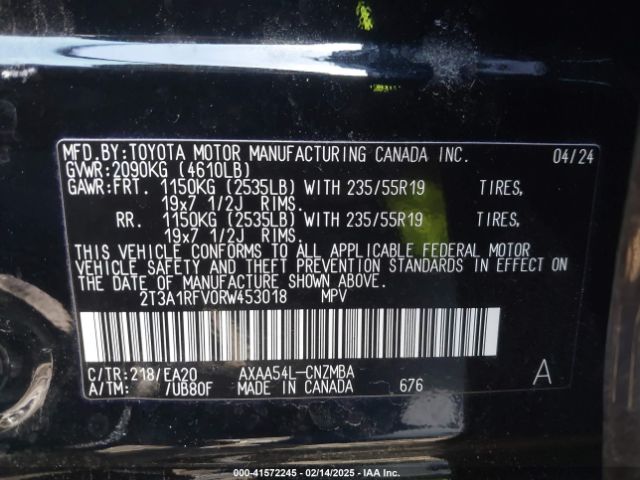 MFD.BY:TOYOTA MOTOR MANUFACTURING CANADA INC. 04/24
GVWR:2090KG (4610LB)
GAWR:FRT. 1150KG (2535LB) WITH 235/55R19 TIRES,
19x7 1/2J RIMS.
RR. 1150KG (2535LB) WITH 235/55R19 TIRES,
19x7 1/2J RIMS.
THIS VEHICLE CONFORMS TO ALL APPLICABLE FEDERAL MOTOR
VEHICLE SAFETY AND THEFT PREVENTION STANDARDS IN EFFECT ON
THE DATE OF MANUFACTURE SHOWN ABOVE.
2T3A1RFV0RW453018 MPV
C/TR:218/EA20 AXAA54L-CNZMBA
A/TM: /UB80F MADE IN CANADA 676 A
AutoAuctions.io - #41572245 - 02/14/2025 - IAA Inc.